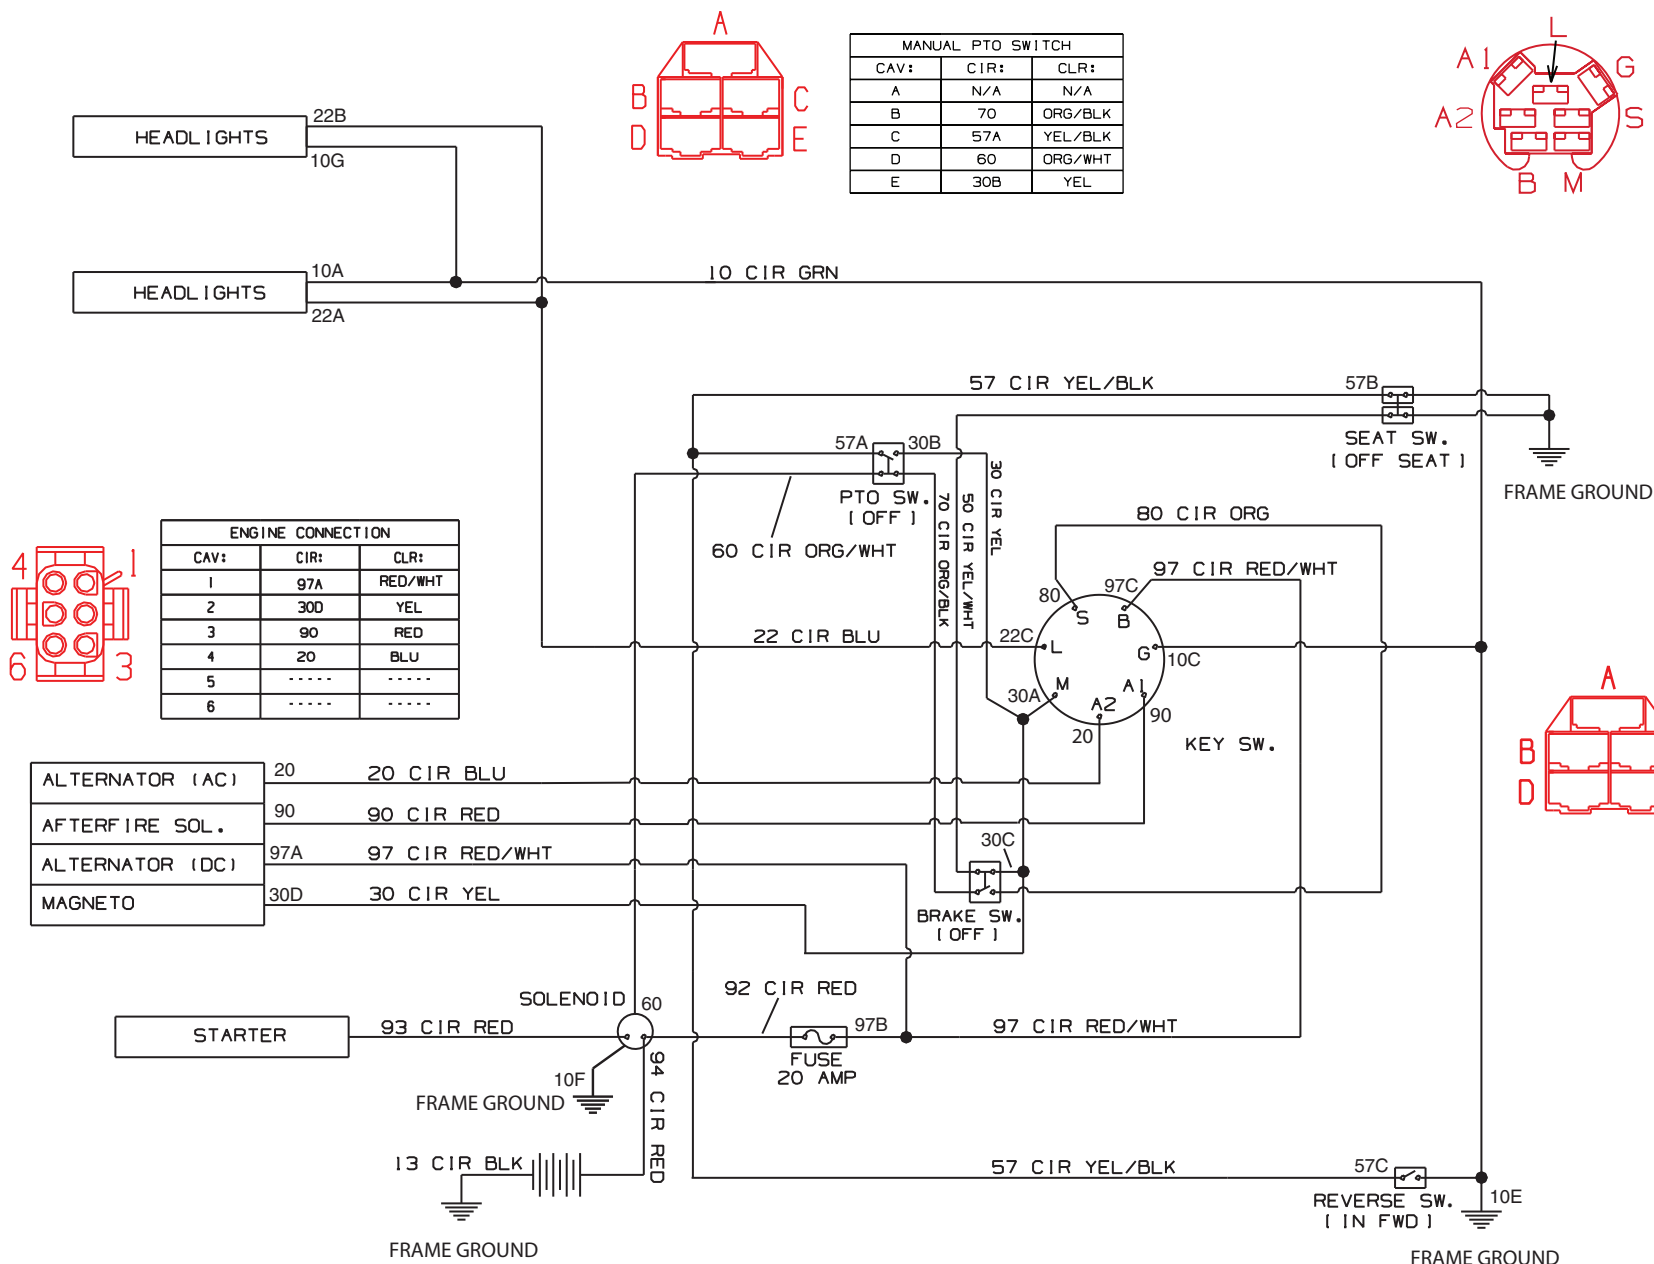 A
B
C
D
E
MANUAL PTO SWITCH
CAV: CIR: CLR:
A N/A N/A
B 70 ORG/BLK
C 57A YEL/BLK
D 60 ORG/WHT
E 30B YEL
L
A1
G
A2
S
B
M
HEADLIGHTS
22B
10G
HEADLIGHTS
10A
22A
10 CIR GRN
57 CIR YEL/BLK
57B
SEAT SW.
(OFF SEAT)
FRAME GROUND
57A
30B
PTO SW.
(OFF)
60 CIR ORG/WHT
70 CIR ORG/BLK
50 CIR YEL/WHT
30 CIR YEL
80 CIR ORG
97 CIR RED/WHT
80
97C
S
B
22 CIR BLU
22C
L
G
10C
M
A1
A2
30A
20
90
KEY SW.
4
1
6
3
ENGINE CONNECTION
CAV: CIR: CLR:
1 97A RED/WHT
2 30D YEL
3 90 RED
4 20 BLU
5 ----- -----
6 ----- -----
A
B
D
ALTERNATOR (AC)
20
20 CIR BLU
AFTERFIRE SOL.
90
90 CIR RED
ALTERNATOR (DC)
97A
97 CIR RED/WHT
MAGNETO
30D
30 CIR YEL
30C
BRAKE SW.
(OFF)
STARTER
93 CIR RED
SOLENOID
60
92 CIR RED
97B
FUSE
20 AMP
97 CIR RED/WHT
10F
FRAME GROUND
94 CIR RED
13 CIR BLK
FRAME GROUND
57 CIR YEL/BLK
57C
REVERSE SW.
(IN FWD)
10E
FRAME GROUND